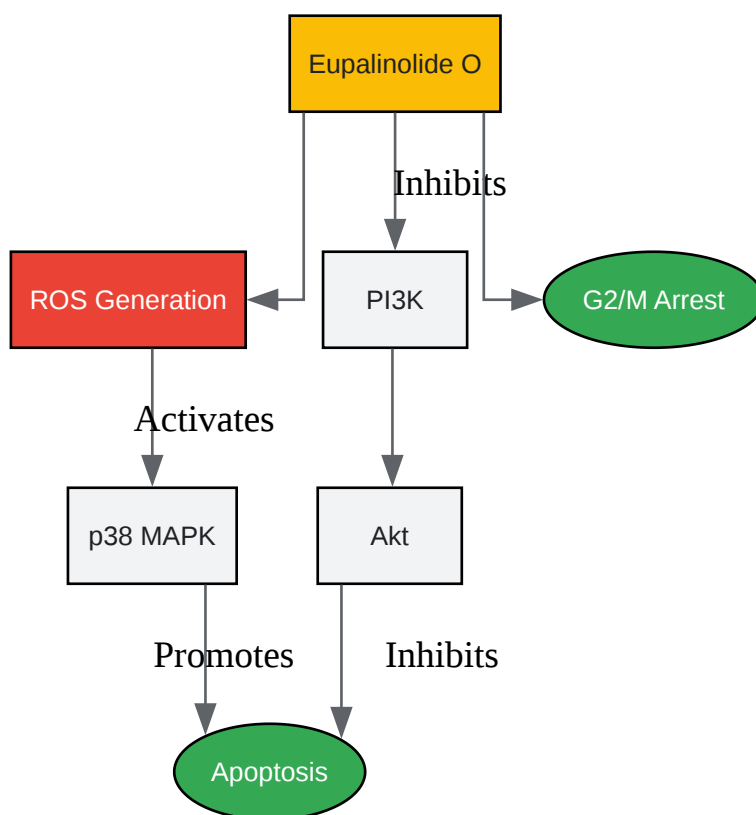 Eupalinolide O
Inhibits
ROS Generation
PI3K
G2/M Arrest
Activates
p38 MAPK
Akt
Promotes
Inhibits
Apoptosis